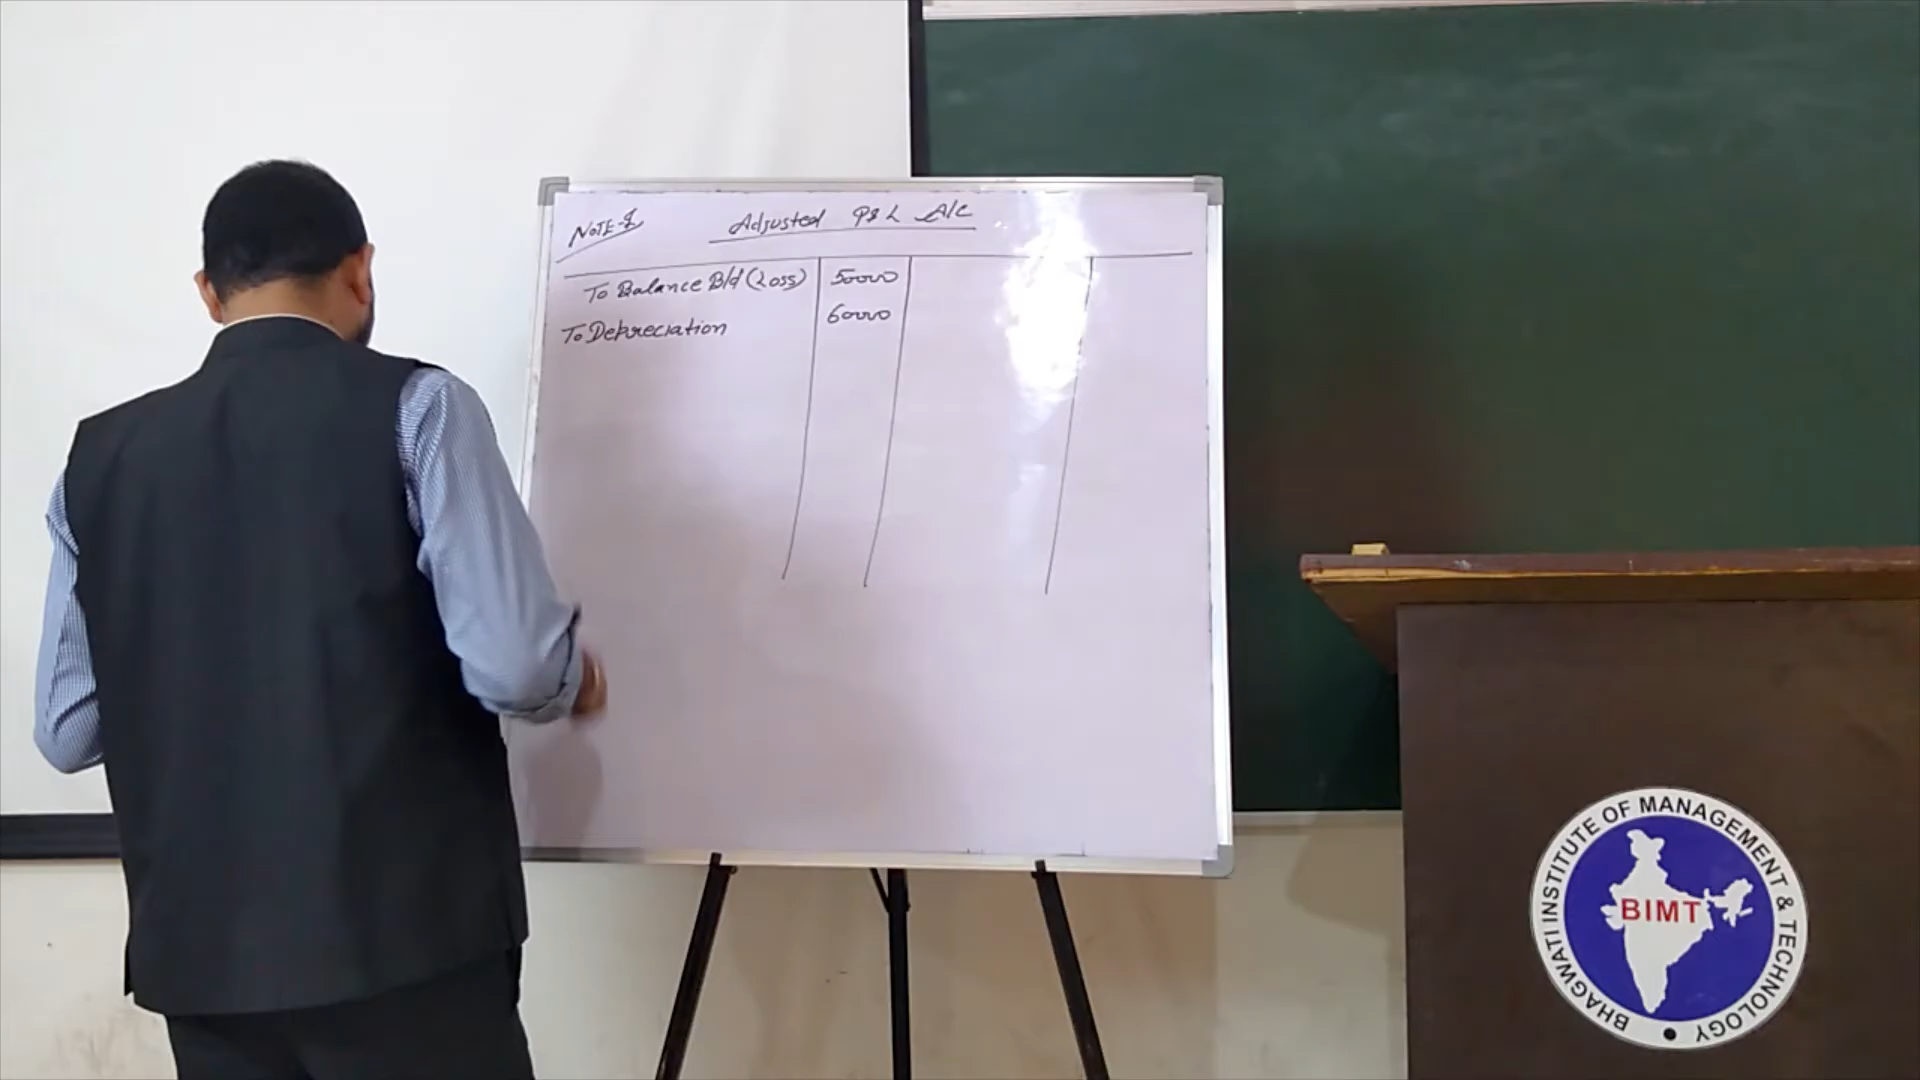 NOTE-1
Adjusted P&L A/c
To Balance B/d (Loss) 50000
To Depreciation 60000
BHAGWATI INSTITUTE OF MANAGEMENT & TECHNOLOGY
BIMT